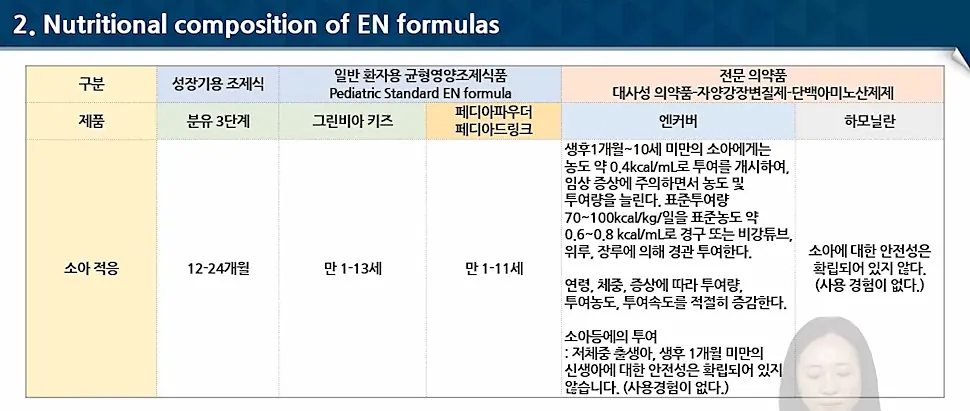 2. Nutritional composition of EN formulas
구분
성장기용 조제식
일반 환자용 균형영양조제식품
Pediatric Standard EN formula
전문 의약품
대사성 의약품-자양강장변질제-단백아미노산제제
제품
분유 3단계
그린비아 키즈
페디아파우더
페디아드링크
엔커버
하모닐란
소아 적응
12-24개월
만 1-13세
만 1-11세
생후1개월~10세 미만의 소아에게는
농도 약 0.4kcal/mL로 투여를 개시하여,
임상 증상에 주의하면서 농도 및
투여량을 늘린다. 표준투여량
70~100kcal/kg/일을 표준농도 약
0.6~0.8 kcal/mL로 경구 또는 비강튜브,
위루, 장루에 의해 경관 투여한다.
연령, 체중, 증상에 따라 투여량,
투여농도, 투여속도를 적절히 증감한다.
소아등에의 투여
: 저체중 출생아, 생후 1개월 미만의
신생아에 대한 안전성은 확립되어 있지
않습니다. (사용경험이 없다.)
소아에 대한 안전성은
확립되어 있지 않다.
(사용 경험이 없다.)